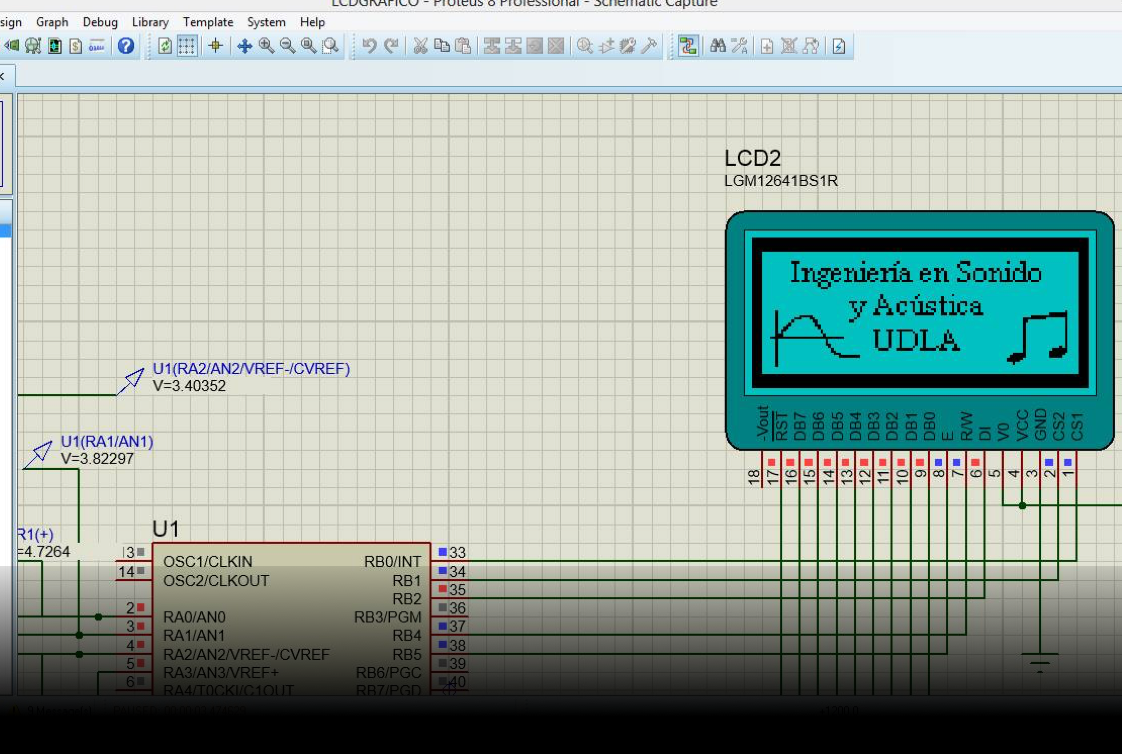 LCDGRAFICO - Proteus 8 Professional - Schematic Capture
sign Graph Debug Library Template System Help
LCD2
LGM12641BS1R
Ingeniería en Sonido
y Acústica
UDLA
-Vout RST DB7 DB6 DB5 DB4 DB3 DB2 DB1 DB0 E R/W DI V0 VCC GND CS2 CS1
18 17 16 15 14 13 12 11 10 9 8 7 6 5 4 3 2 1
U1(RA2/AN2/VREF-/CVREF)
V=3.40352
U1(RA1/AN1)
V=3.82297
R1(+)
=4.7264
U1
13 OSC1/CLKIN RB0/INT 33
14 OSC2/CLKOUT RB1 34
RB2 35
2 RA0/AN0 RB3/PGM 36
3 RA1/AN1 RB4 37
4 RA2/AN2/VREF-/CVREF RB5 38
5 RA3/AN3/VREF+ RB6/PGC 39
6 RA4/T0CKI/C1OUT RB7/PGD 40